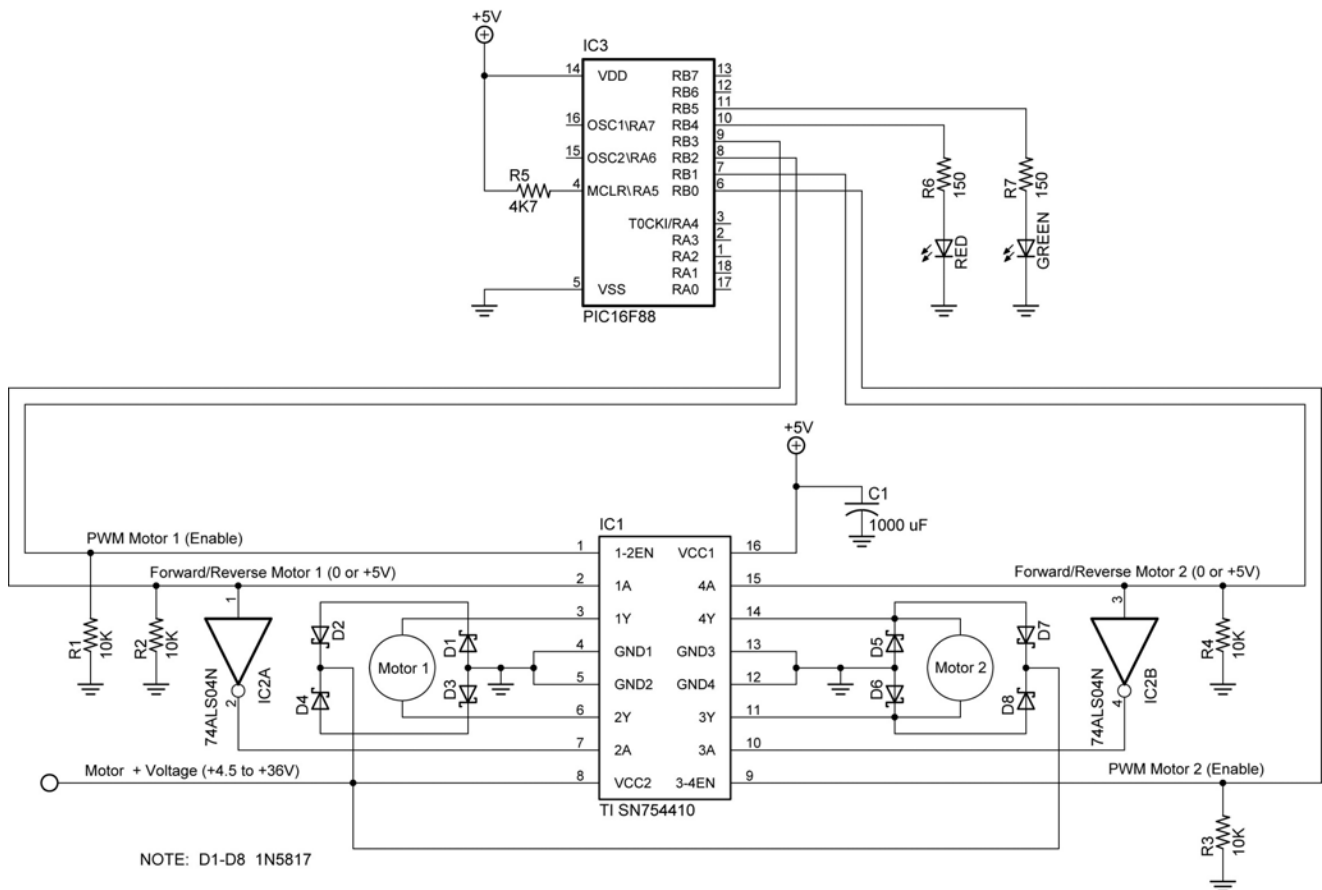 +5V
IC3
14 VDD
RB7 13
RB6 12
RB5 11
16 OSC1\RA7
RB4 10
RB3 9
15 OSC2\RA6
RB2 8
RB1 7
R5
4 MCLR\RA5
RB0 6
4K7
T0CKI/RA4 3
RA3 2
RA2 1
RA1 18
5 VSS
RA0 17
PIC16F88
R6
150
R7
150
RED
GREEN
+5V
C1
1000 uF
IC1
PWM Motor 1 (Enable)
1 1-2EN
VCC1 16
Forward/Reverse Motor 1 (0 or +5V)
2 1A
4A 15
Forward/Reverse Motor 2 (0 or +5V)
3 1Y
4Y 14
4 GND1
GND3 13
5 GND2
GND4 12
6 2Y
3Y 11
7 2A
3A 10
8 VCC2
3-4EN 9
TI SN754410
R1
10K
R2
10K
1
2
74ALS04N
IC2A
D2
D4
Motor 1
D1
D3
D5
D6
Motor 2
D7
D8
3
4
74ALS04N
IC2B
R4
10K
Motor + Voltage (+4.5 to +36V)
PWM Motor 2 (Enable)
R3
10K
NOTE: D1-D8 1N5817